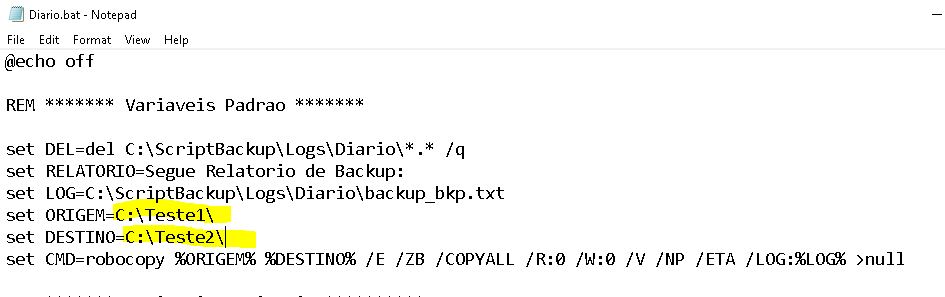 Diario.bat - Notepad
File Edit Format View Help
@echo off
REM ******* Variaveis Padrao *******
set DEL=del C:\ScriptBackup\Logs\Diario\*.* /q
set RELATORIO=Segue Relatorio de Backup:
set LOG=C:\ScriptBackup\Logs\Diario\backup_bkp.txt
set ORIGEM=C:\Teste1\
set DESTINO=C:\Teste2\
set CMD=robocopy %ORIGEM% %DESTINO% /E /ZB /COPYALL /R:0 /W:0 /V /NP /ETA /LOG:%LOG% >null